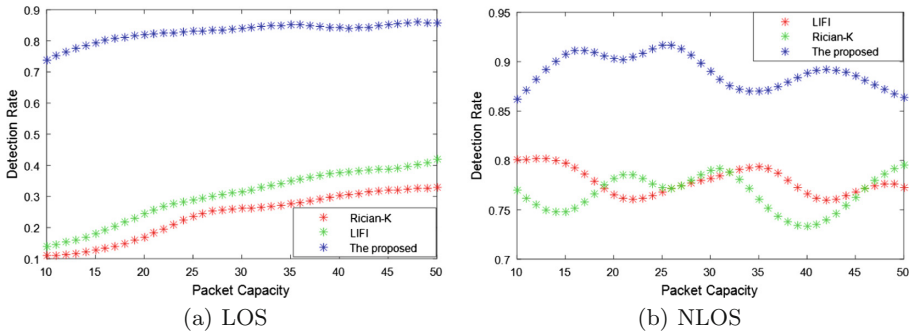 0.9
0.8
0.7
0.6
0.5
0.4
0.3
0.2
0.1
Detection Rate
10 15 20 25 30 35 40 45 50
Packet Capacity
Rician-K
LIFI
The proposed
(a) LOS
0.95
0.9
0.85
0.8
0.75
0.7
Detection Rate
10 15 20 25 30 35 40 45 50
Packet Capacity
LIFI
Rician-K
The proposed
(b) NLOS